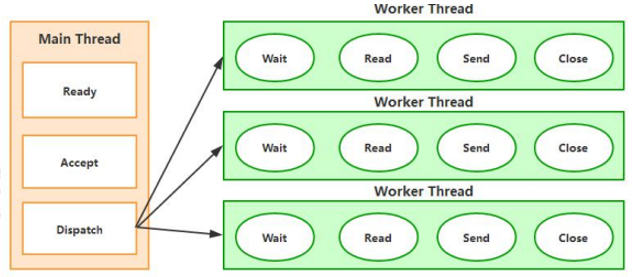 Main Thread
Ready
Accept
Dispatch
Worker Thread
Wait Read Send Close
Worker Thread
Wait Read Send Close
Worker Thread
Wait Read Send Close